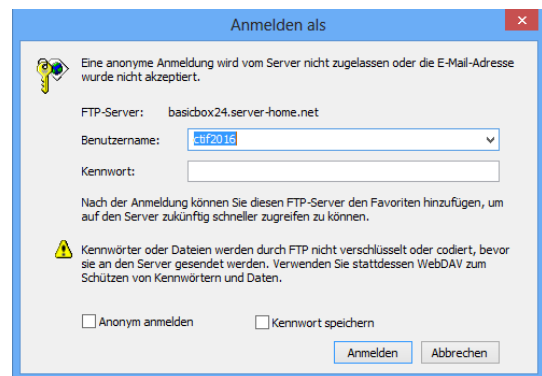 Anmelden als
Eine anonyme Anmeldung wird vom Server nicht zugelassen oder die E-Mail-Adresse
wurde nicht akzeptiert.
FTP-Server: basicbox24.server-home.net
Benutzername: ctif2016
Kennwort:
Nach der Anmeldung können Sie diesen FTP-Server den Favoriten hinzufügen, um
auf den Server zukünftig schneller zugreifen zu können.
Kennwörter oder Dateien werden durch FTP nicht verschlüsselt oder codiert, bevor
sie an den Server gesendet werden. Verwenden Sie stattdessen WebDAV zum
Schützen von Kennwörtern und Daten.
Anonym anmelden Kennwort speichern
Anmelden Abbrechen